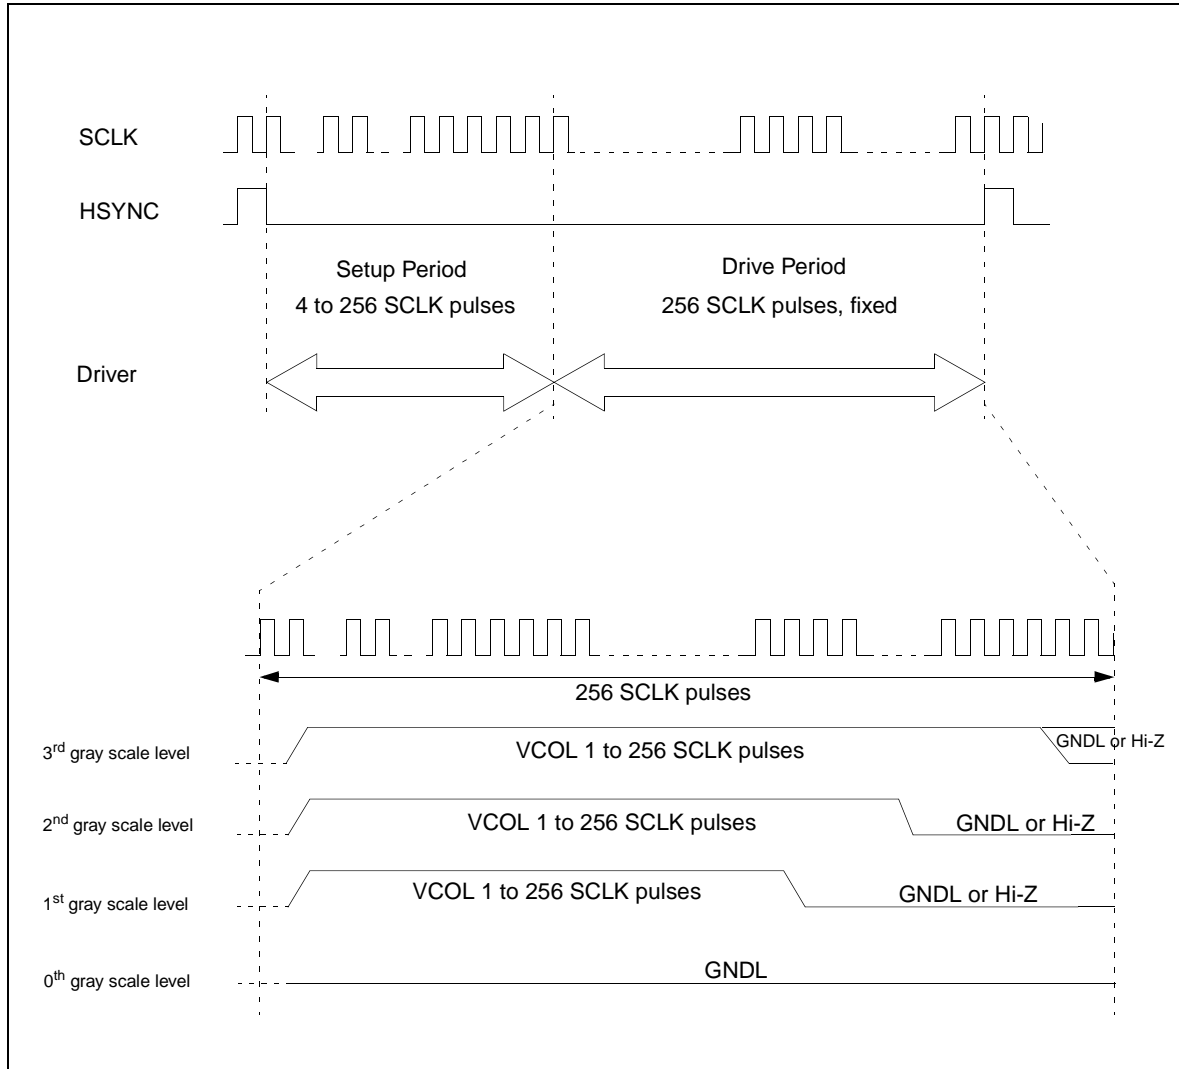 SCLK
HSYNC
Setup Period
4 to 256 SCLK pulses
Drive Period
256 SCLK pulses, fixed
Driver
256 SCLK pulses
3rd gray scale level
VCOL 1 to 256 SCLK pulses
GNDL or Hi-Z
2nd gray scale level
VCOL 1 to 256 SCLK pulses
GNDL or Hi-Z
1st gray scale level
VCOL 1 to 256 SCLK pulses
GNDL or Hi-Z
0th gray scale level
GNDL